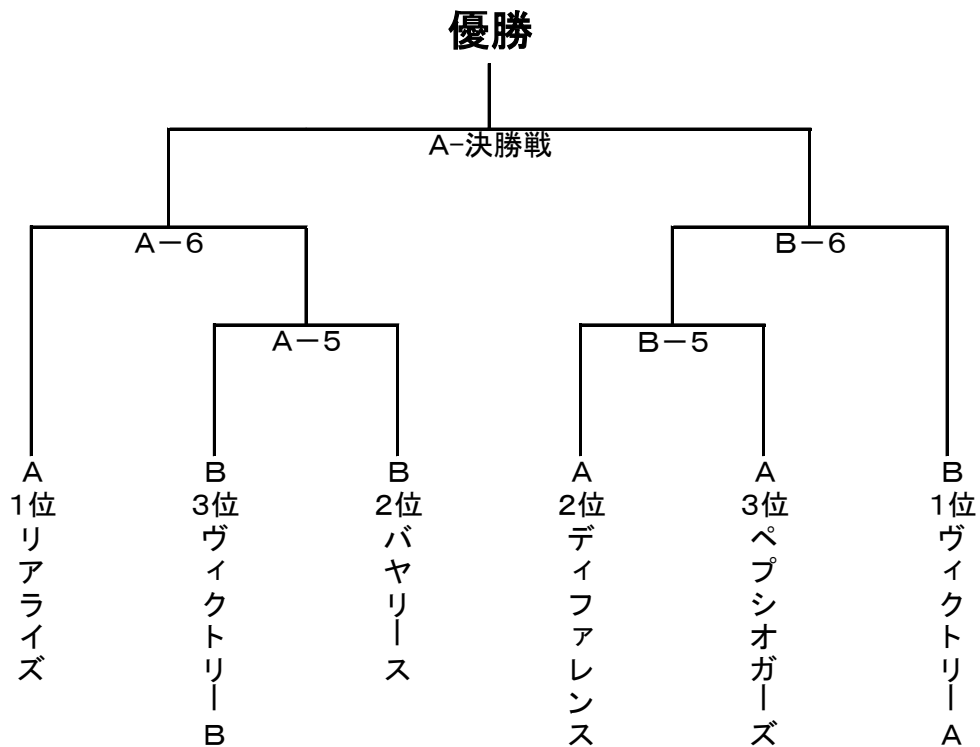 優勝
A-決勝戦
A－6
B－6
A－5
B－5
A
1位
リアライズ
B
3位
ヴィクトリーB
B
2位
バヤリース
A
2位
ディファレンス
A
3位
ペプシオガーズ
B
1位
ヴィクトリーA